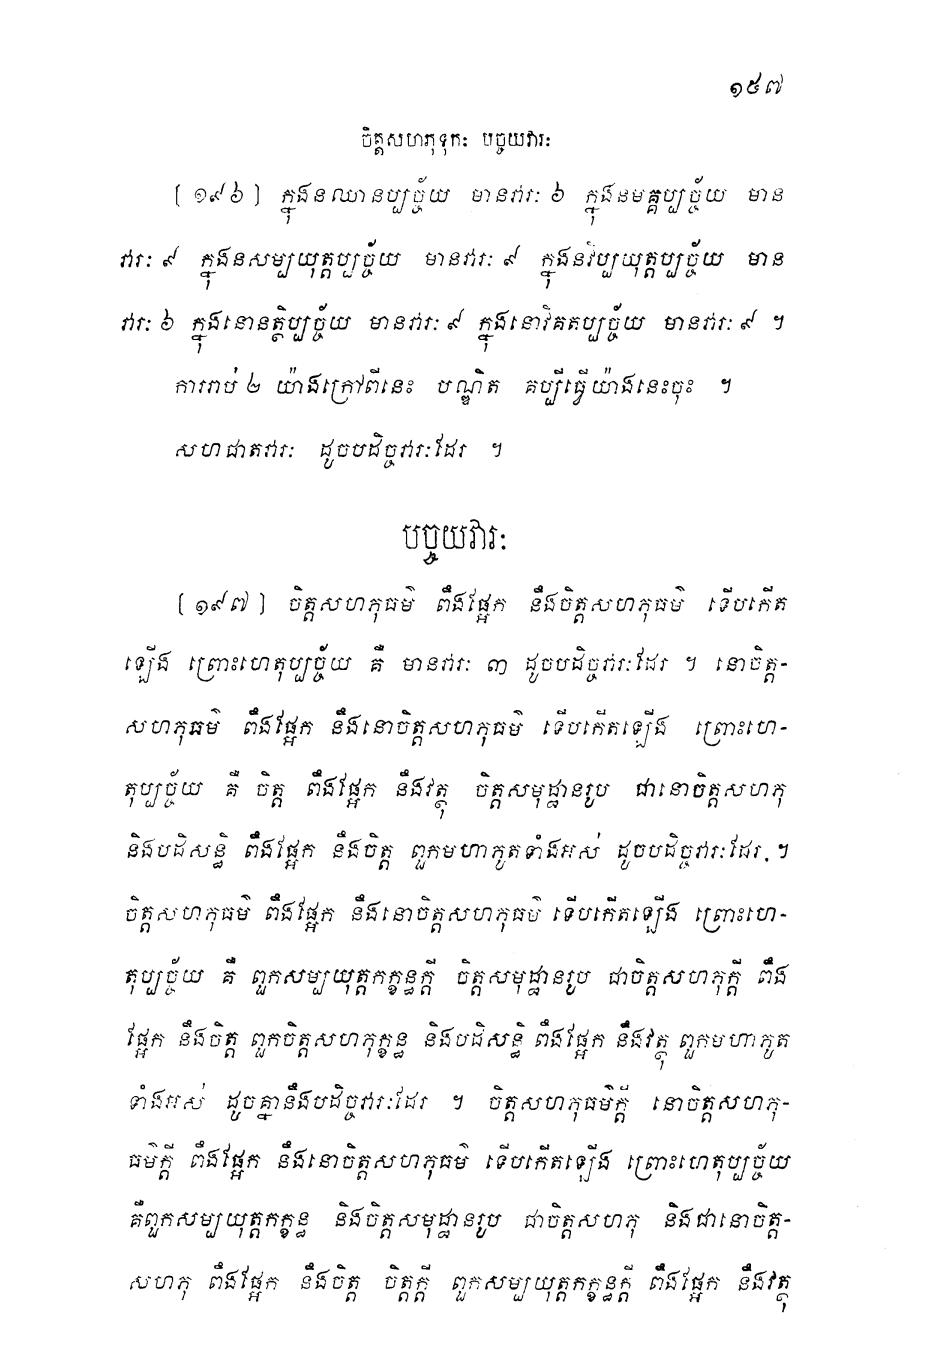 ១៥៧
ចិត្តសហភុទុកៈ បច្ចយវារៈ
[ ១៩៦ ] ក្នុងនឈានប្បច្ច័យ មានវារៈ ៦ ក្នុងនមគ្គប្បច្ច័យ មាន
វារៈ ៩ ក្នុងនសម្បយុត្តប្បច្ច័យ មានវារៈ ៩ ក្នុងនវិប្បយុត្តប្បច្ច័យ មាន
វារៈ ៦ ក្នុងនោនត្ថិប្បច្ច័យ មានវារៈ ៩ ក្នុងនោវិគតប្បច្ច័យ មានវារៈ ៩ ។
ការរាប់ ២ យ៉ាងក្រៅពីនេះ បណ្ឌិត គប្បីធ្វើយ៉ាងនេះចុះ ។
សហជាតវារៈ ដូចបដិច្ចវារៈដែរ ។
បច្ចយវារៈ
[ ១៩៧ ] ចិត្តសហភុធម៌ ពឹងផ្អែក នឹងចិត្តសហភុធម៌ ទើបកើត
ឡើង ព្រោះហេតុប្បច្ច័យ គឺ មានវារៈ ៣ ដូចបដិច្ចវារៈដែរ ។ នោចិត្ត-
សហភុធម៌ ពឹងផ្អែក នឹងនោចិត្តសហភុធម៌ ទើបកើតឡើង ព្រោះហេ-
តុប្បច្ច័យ គឺ ចិត្ត ពឹងផ្អែក នឹងវត្ថុ ចិត្តសមុដ្ឋានរូប ជានោចិត្តសហភុ
និងបដិសន្ធិ ពឹងផ្អែក នឹងចិត្ត ពួកមហាភូតទាំងអស់ ដូចបដិច្ចវារៈដែរ ។
ចិត្តសហភុធម៌ ពឹងផ្អែក នឹងនោចិត្តសហភុធម៌ ទើបកើតឡើង ព្រោះហេ-
តុប្បច្ច័យ គឺ ពួកសម្បយុត្តកក្ខន្ធក្តី ចិត្តសមុដ្ឋានរូប ជាចិត្តសហភុក្តី ពឹង
ផ្អែក នឹងចិត្ត ពួកចិត្តសហភុក្ខន្ធ និងបដិសន្ធិ ពឹងផ្អែក នឹងវត្ថុ ពួកមហាភូត
ទាំងអស់ ដូចគ្នានឹងបដិច្ចវារៈដែរ ។ ចិត្តសហភុធម៌ក្តី នោចិត្តសហភុ-
ធម៌ក្តី ពឹងផ្អែក នឹងនោចិត្តសហភុធម៌ ទើបកើតឡើង ព្រោះហេតុប្បច្ច័យ
គឺពួកសម្បយុត្តកក្ខន្ធ និងចិត្តសមុដ្ឋានរូប ជាចិត្តសហភុ និងជានោចិត្ត-
សហភុ ពឹងផ្អែក នឹងចិត្ត ចិត្តក្តី ពួកសម្បយុត្តកក្ខន្ធក្តី ពឹងផ្អែក នឹងវត្ថុ